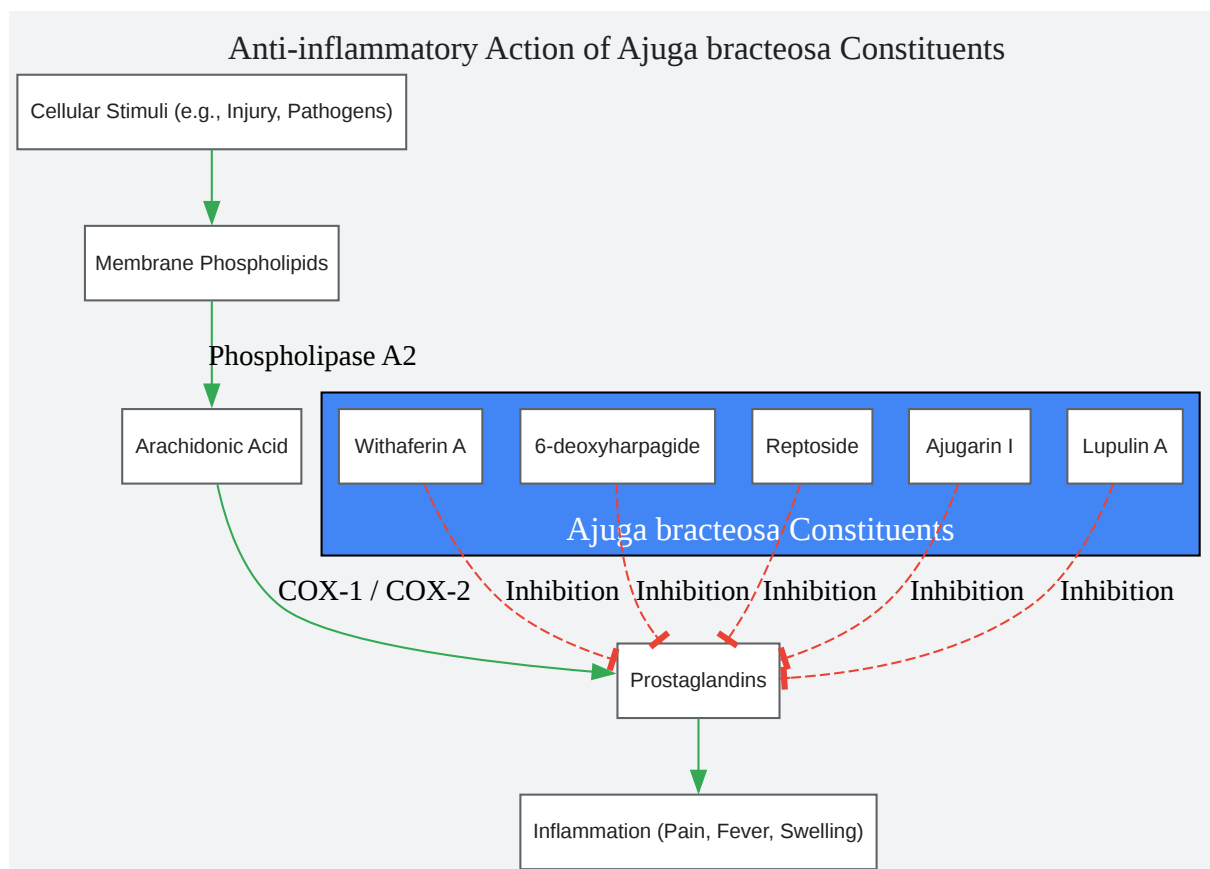 Anti-inflammatory Action of Ajuga bracteosa Constituents
Cellular Stimuli (e.g., Injury, Pathogens)
Membrane Phospholipids
Phospholipase A2
Arachidonic Acid
Withaferin A
6-deoxyharpagide
Reptoside
Ajugarin I
Lupulin A
Ajuga bracteosa Constituents
COX-1 / COX-2
Inhibition
Inhibition
Inhibition
Inhibition
Inhibition
Prostaglandins
Inflammation (Pain, Fever, Swelling)